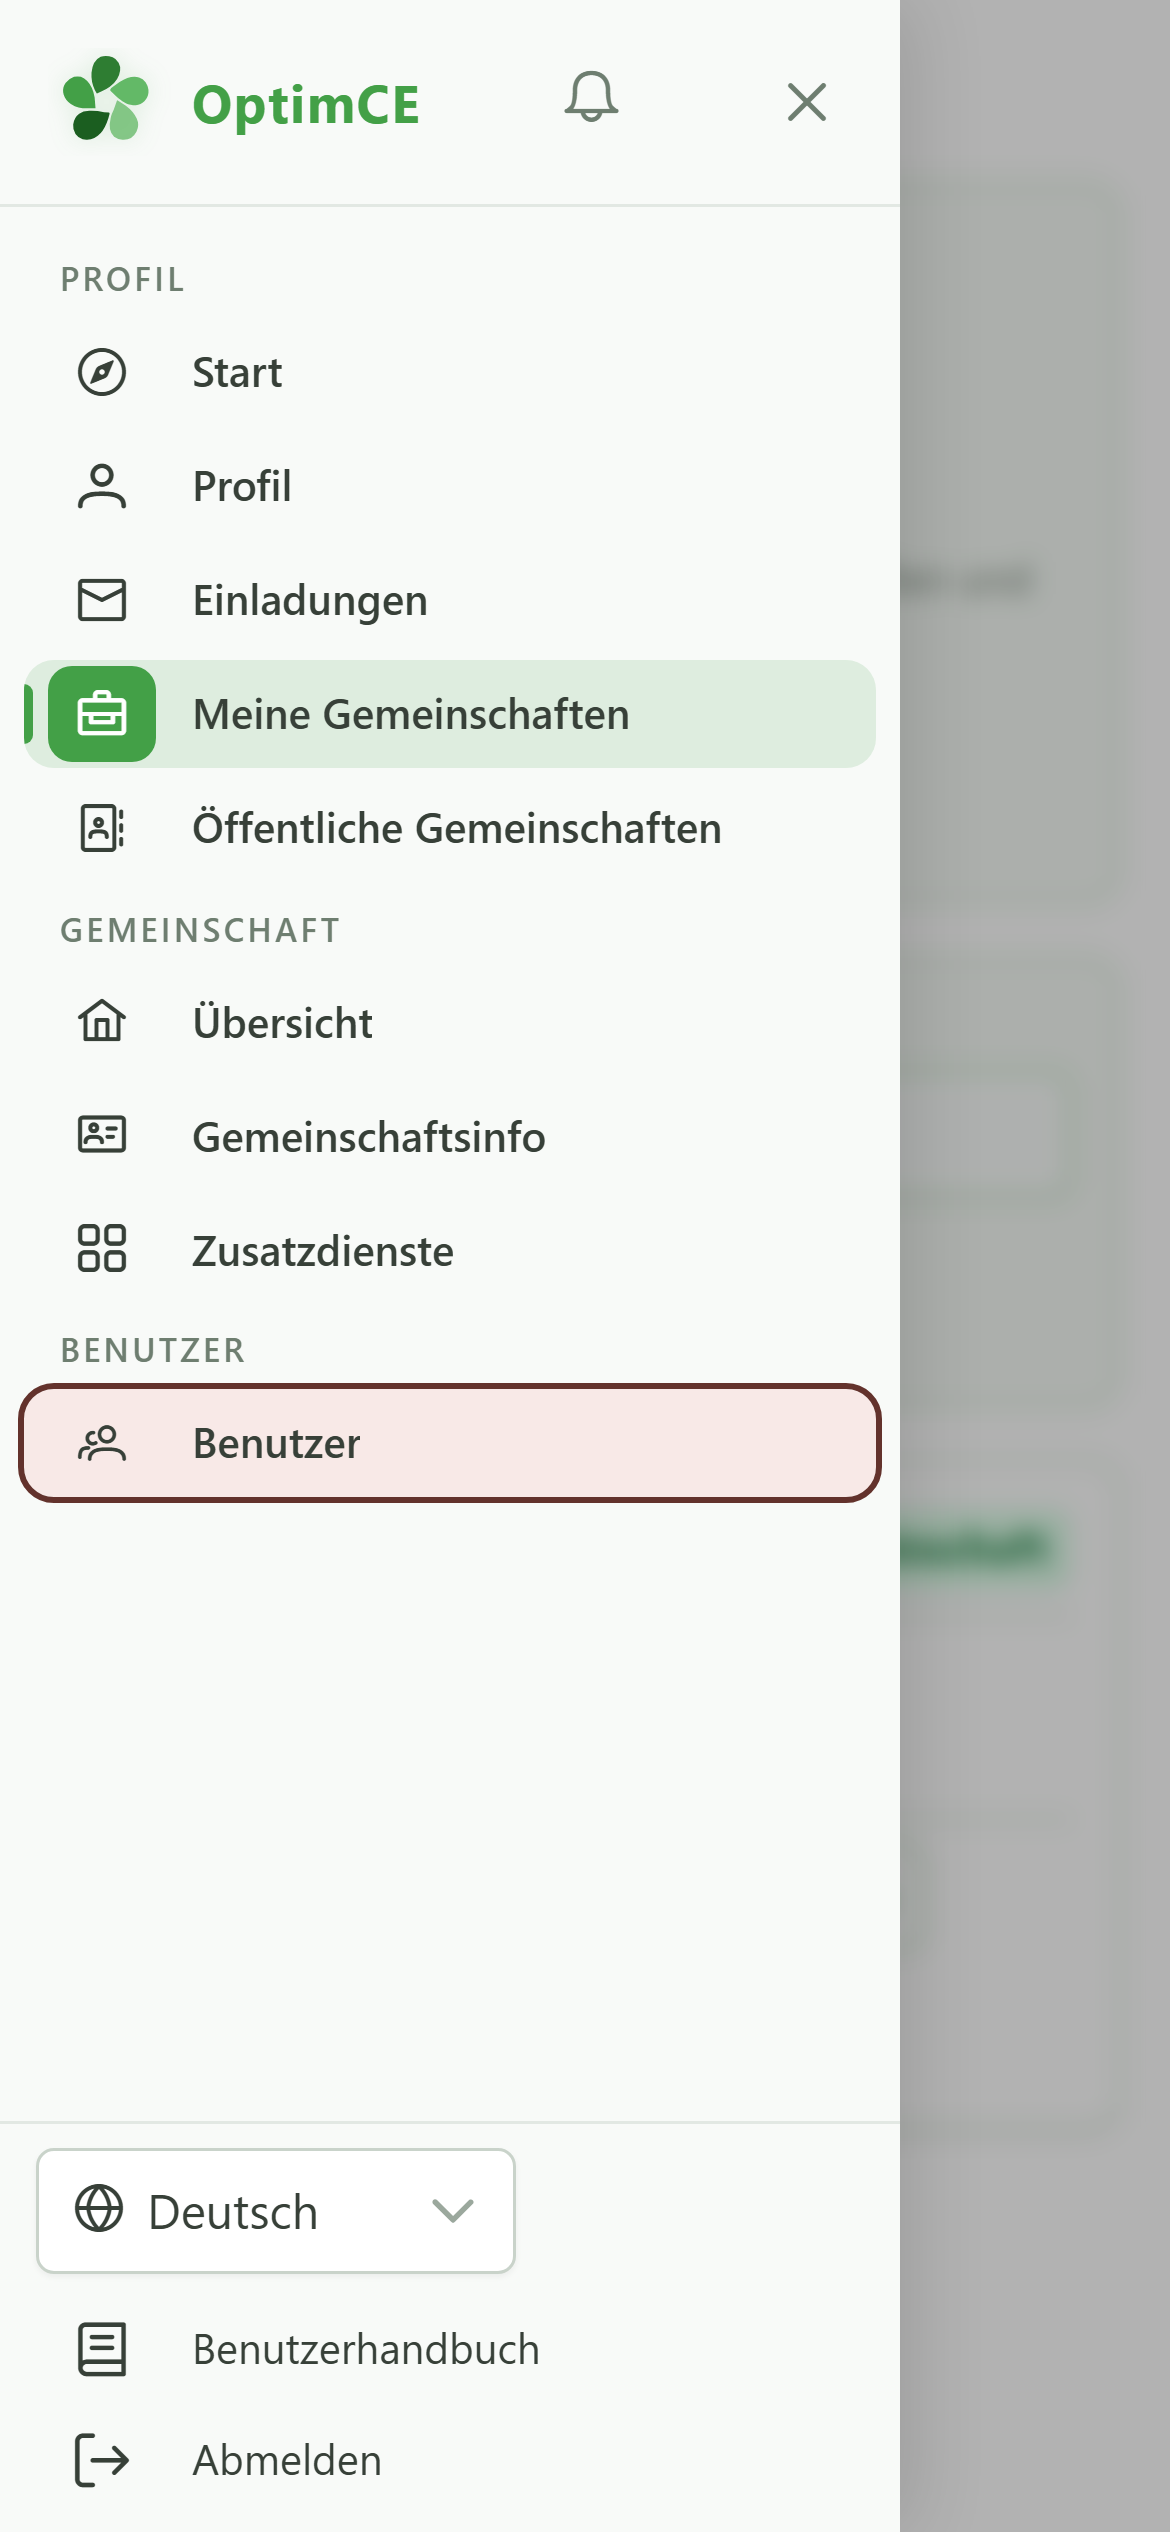 OptimCE
PROFIL
Start
Profil
Einladungen
Meine Gemeinschaften
Öffentliche Gemeinschaften
GEMEINSCHAFT
Übersicht
Gemeinschaftsinfo
Zusatzdienste
BENUTZER
Benutzer
Deutsch
Benutzerhandbuch
Abmelden